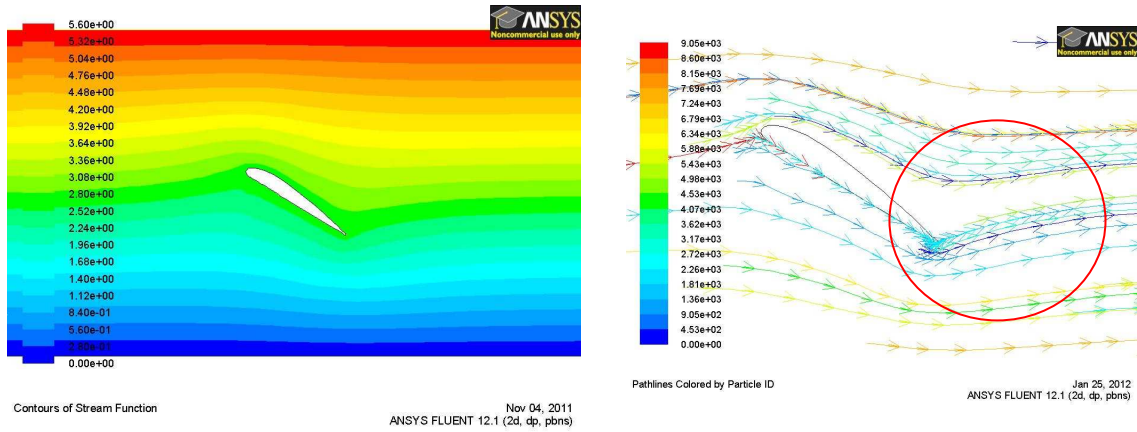 ANSYS
Noncommercial use only
5.60e+00
5.32e+00
5.04e+00
4.76e+00
4.48e+00
4.20e+00
3.92e+00
3.64e+00
3.36e+00
3.08e+00
2.80e+00
2.52e+00
2.24e+00
1.96e+00
1.68e+00
1.40e+00
1.12e+00
8.40e-01
5.60e-01
2.80e-01
0.00e+00
Contours of Stream Function
Nov 04, 2011
ANSYS FLUENT 12.1 (2d, dp, pbns)
ANSYS
Noncommercial use only
9.05e+03
8.60e+03
8.15e+03
7.69e+03
7.24e+03
6.79e+03
6.34e+03
5.88e+03
5.43e+03
4.98e+03
4.53e+03
4.07e+03
3.62e+03
3.17e+03
2.72e+03
2.26e+03
1.81e+03
1.36e+03
9.05e+02
4.53e+02
0.00e+00
Pathlines Colored by Particle ID
Jan 25, 2012
ANSYS FLUENT 12.1 (2d, dp, pbns)